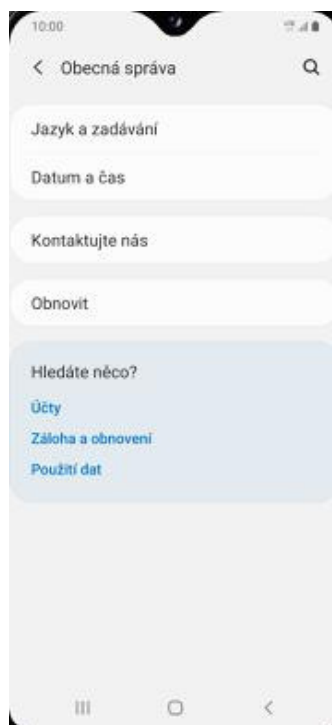 10:00
Obecná správa
Jazyk a zadávání
Datum a čas
Kontaktujte nás
Obnovit
Hledáte něco?
Účty
Záloha a obnovení
Použití dat